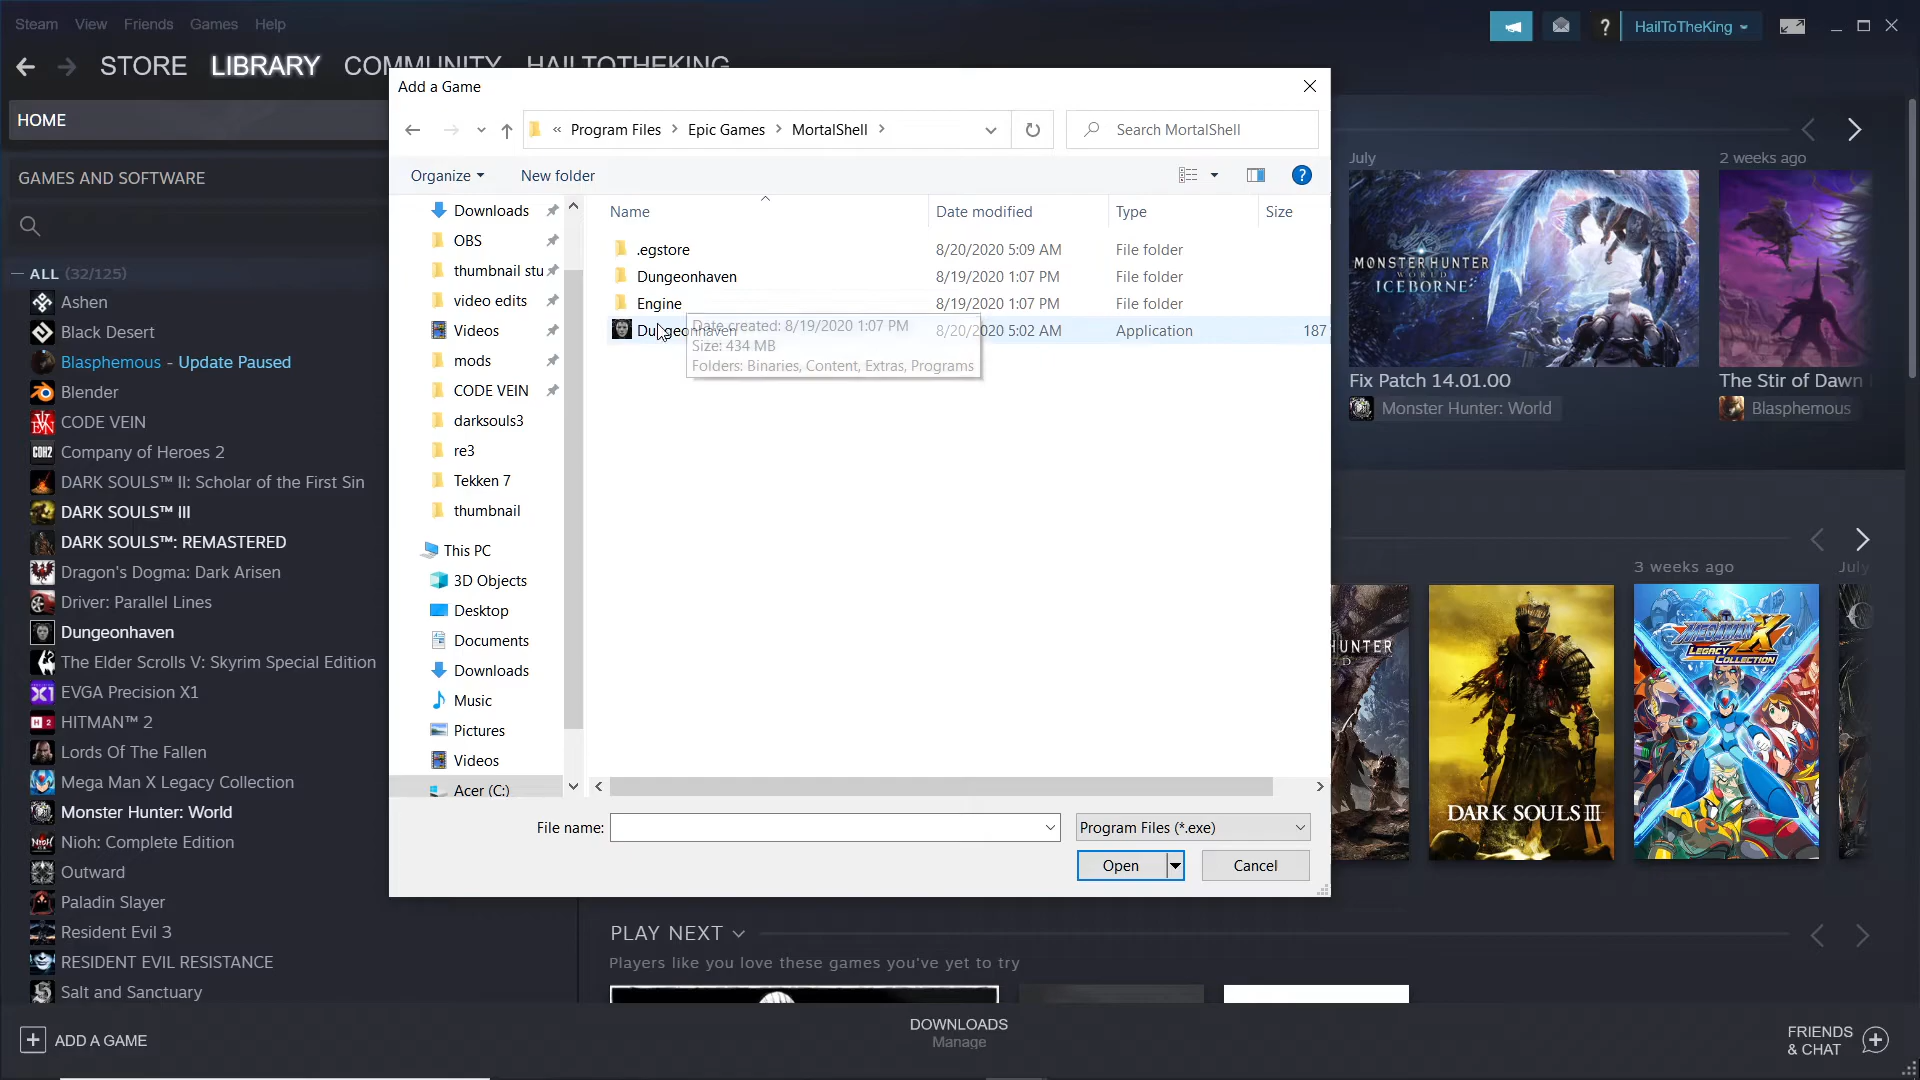 Steam View Friends Games Help
HailToTheKing
STORE LIBRARY COMMUNITY HAILTOTHEKING
HOME
GAMES AND SOFTWARE
ALL (32/125)
Ashen
Black Desert
Blasphemous - Update Paused
Blender
CODE VEIN
Company of Heroes 2
DARK SOULS™ II: Scholar of the First Sin
DARK SOULS™ III
DARK SOULS™: REMASTERED
Dragon's Dogma: Dark Arisen
Driver: Parallel Lines
Dungeonhaven
The Elder Scrolls V: Skyrim Special Edition
EVGA Precision X1
HITMAN™ 2
Lords Of The Fallen
Mega Man X Legacy Collection
Monster Hunter: World
Nioh: Complete Edition
Outward
Paladin Slayer
Resident Evil 3
RESIDENT EVIL RESISTANCE
Salt and Sanctuary
ADD A GAME
Add a Game
« Program Files > Epic Games > MortalShell >
Search MortalShell
Organize New folder
Downloads
OBS
thumbnail stu
video edits
Videos
mods
CODE VEIN
darksouls3
re3
Tekken 7
thumbnail
This PC
3D Objects
Desktop
Documents
Downloads
Music
Pictures
Videos
Acer (C:)
Name Date modified Type Size
.egstore 8/20/2020 5:09 AM File folder
Dungeonhaven 8/19/2020 1:07 PM File folder
Engine 8/19/2020 1:07 PM File folder
Dungeonhaven 8/20/2020 5:02 AM Application 187
Date created: 8/19/2020 1:07 PM
Size: 434 MB
Folders: Binaries, Content, Extras, Programs
File name:
Program Files (*.exe)
Open Cancel
July
MONSTER HUNTER
WORLD
ICEBORNE
Fix Patch 14.01.00
Monster Hunter: World
2 weeks ago
The Stir of Dawn
Blasphemous
3 weeks ago
July
DARK SOULS III
MEGAMAN X
LEGACY COLLECTION
PLAY NEXT
Players like you love these games you've yet to try
DOWNLOADS
Manage
FRIENDS
& CHAT